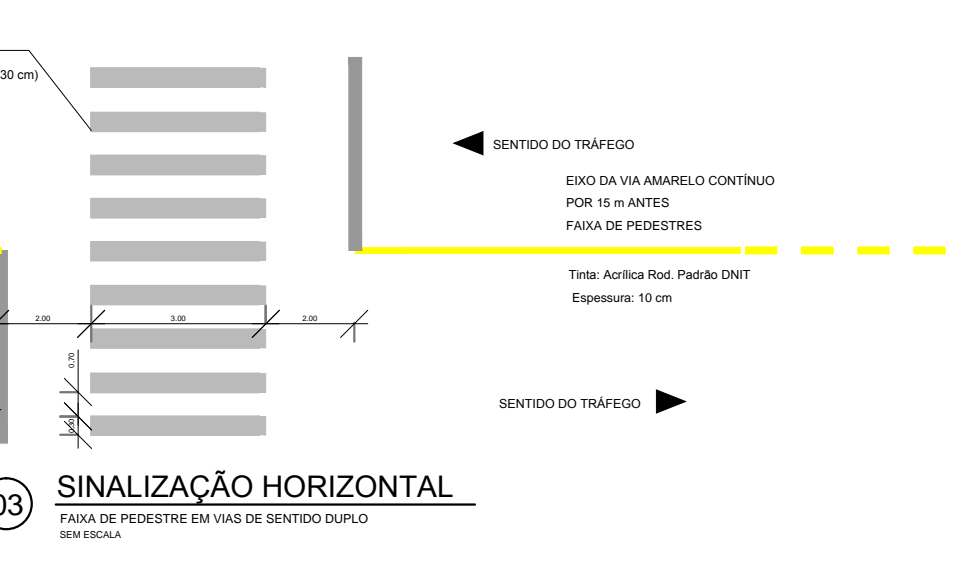 30 cm)
SENTIDO DO TRÁFEGO
EIXO DA VIA AMARELO CONTÍNUO
POR 15 m ANTES
FAIXA DE PEDESTRES
Tinta: Acrílica Rod. Padrão DNIT
Espessura: 10 cm
2.00
3.00
2.00
0.70
0.30
SENTIDO DO TRÁFEGO
03
SINALIZAÇÃO HORIZONTAL
FAIXA DE PEDESTRE EM VIAS DE SENTIDO DUPLO
SEM ESCALA